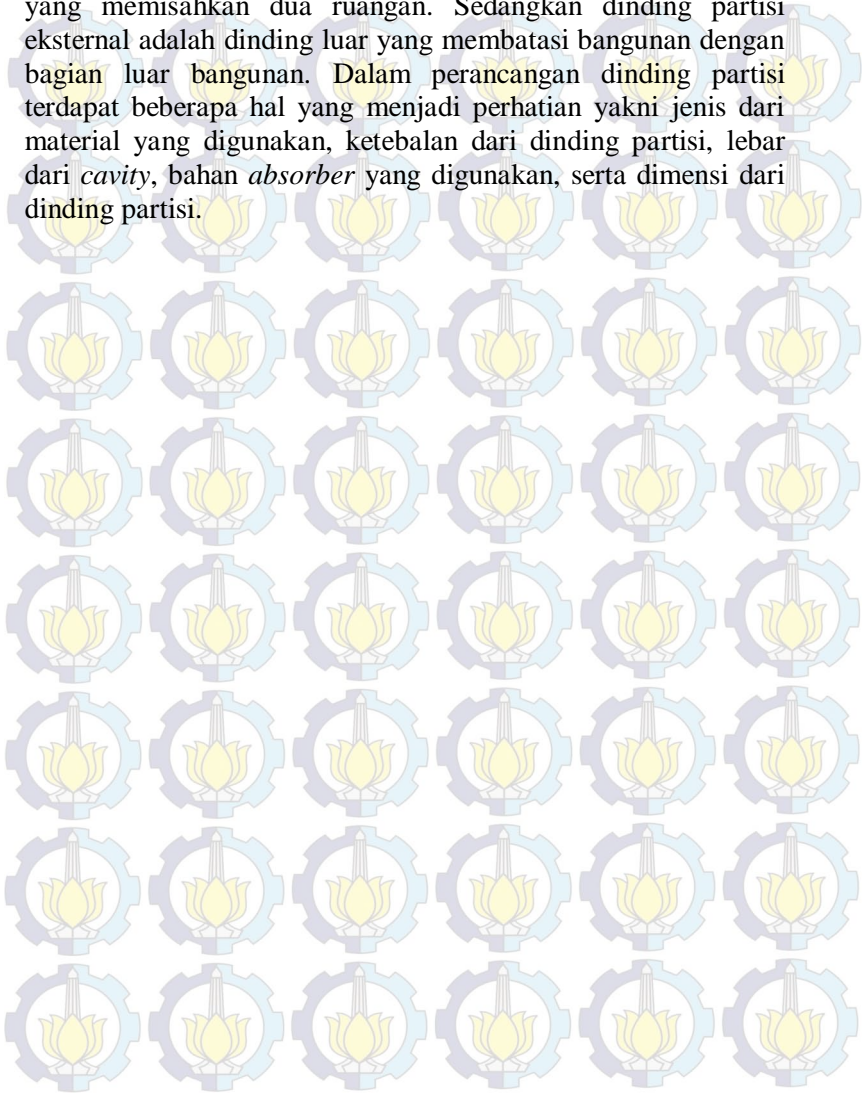 yang memisahkan dua ruangan. Sedangkan dinding partisi
eksternal adalah dinding luar yang membatasi bangunan dengan
bagian luar bangunan. Dalam perancangan dinding partisi
terdapat beberapa hal yang menjadi perhatian yakni jenis dari
material yang digunakan, ketebalan dari dinding partisi, lebar
dari cavity, bahan absorber yang digunakan, serta dimensi dari
dinding partisi.